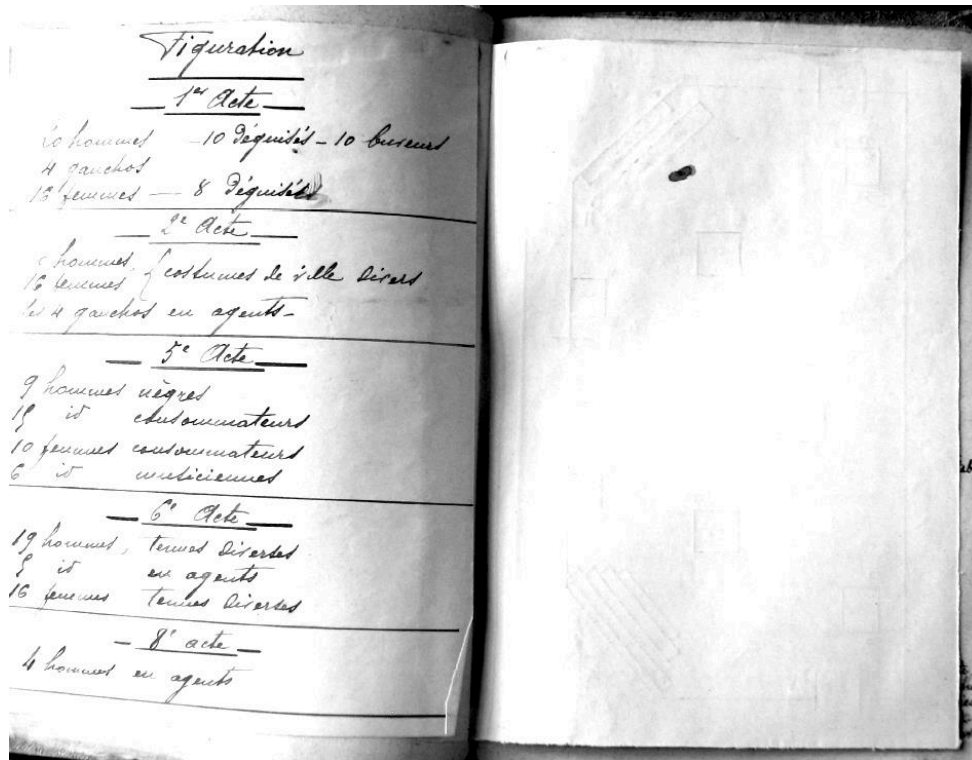 Figuration
1er Acte
20 hommes - 10 déguisés - 10 buveurs
4 gauchos
16 femmes - 8 déguisées
2e Acte
hommes,
16 femmes { costumes de ville divers
les 4 gauchos en agents -
5e Acte
9 hommes nègres
15 id consommateurs
10 femmes consommateurs
6 id musiciennes
6e Acte
19 hommes, tenues diverses
5 id en agents
16 femmes tenues diverses
8e acte
4 hommes en agents